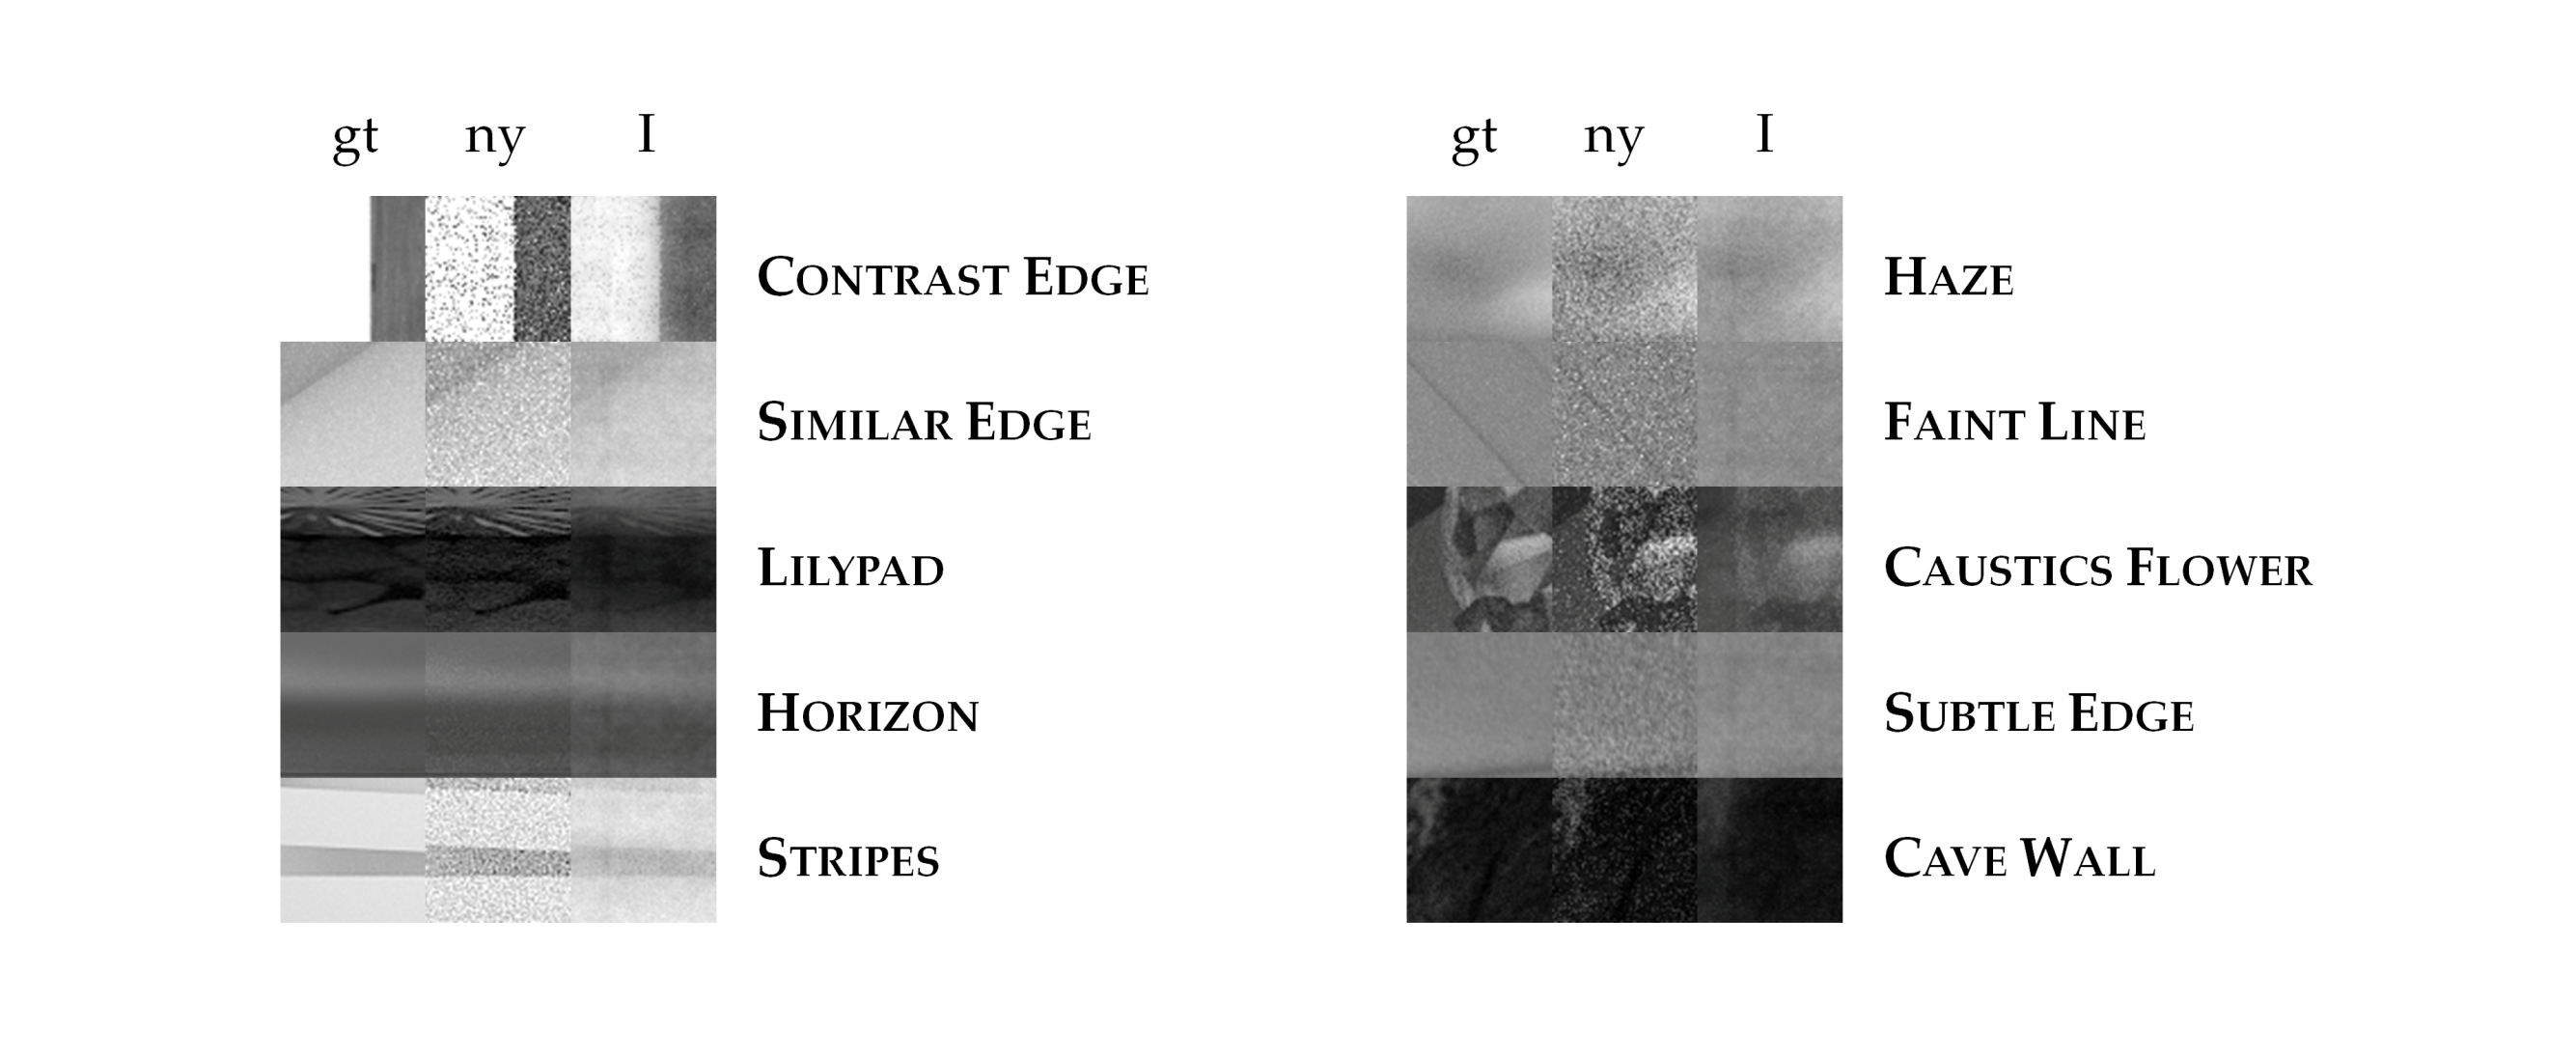 gt ny I
CONTRAST EDGE
SIMILAR EDGE
LILYPAD
HORIZON
STRIPES
gt ny I
HAZE
FAINT LINE
CAUSTICS FLOWER
SUBTLE EDGE
CAVE WALL